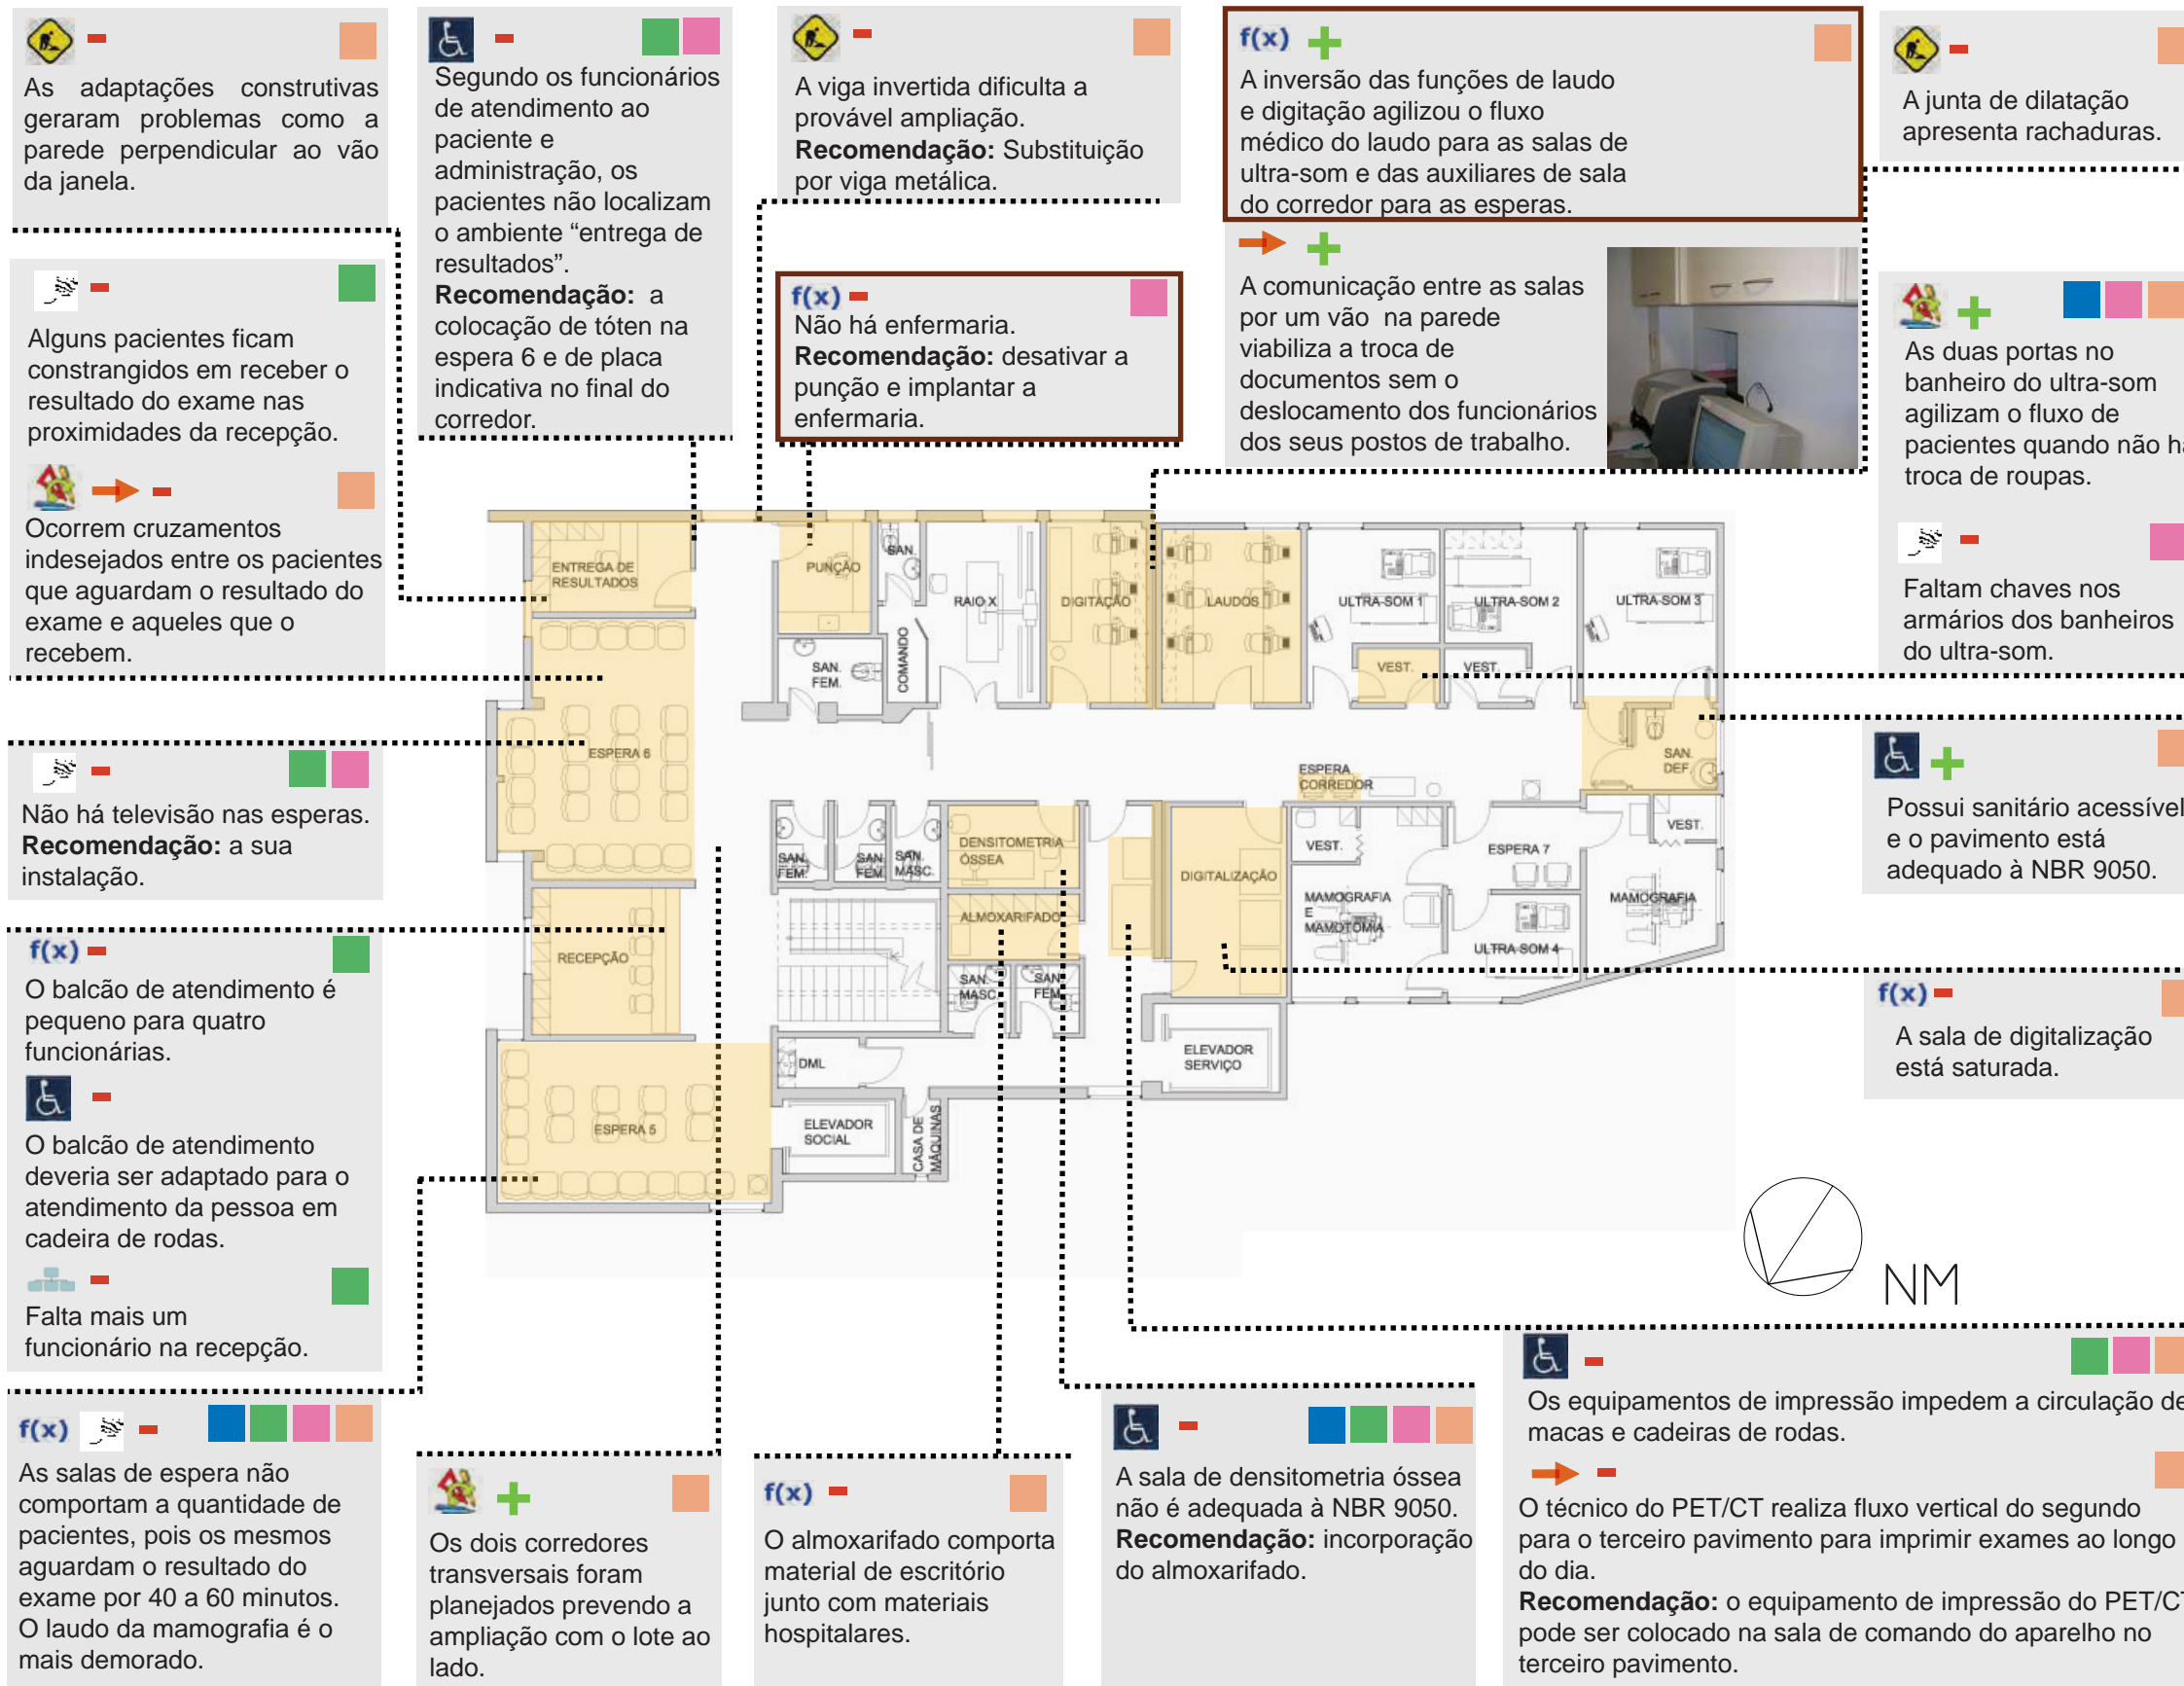 As adaptações construtivas
geraram problemas como a
parede perpendicular ao vão
da janela.
Alguns pacientes ficam
constrangidos em receber o
resultado do exame nas
proximidades da recepção.
Ocorrem cruzamentos
indesejados entre os pacientes
que aguardam o resultado do
exame e aqueles que o
recebem.
Não há televisão nas esperas.
Recomendação: a sua
instalação.
f(x)
O balcão de atendimento é
pequeno para quatro
funcionárias.
O balcão de atendimento
deveria ser adaptado para o
atendimento da pessoa em
cadeira de rodas.
Falta mais um
funcionário na recepção.
f(x)
As salas de espera não
comportam a quantidade de
pacientes, pois os mesmos
aguardam o resultado do
exame por 40 a 60 minutos.
O laudo da mamografia é o
mais demorado.
Segundo os funcionários
de atendimento ao
paciente e
administração, os
pacientes não localizam
o ambiente “entrega de
resultados”.
Recomendação: a
colocação de tóten na
espera 6 e de placa
indicativa no final do
corredor.
A viga invertida dificulta a
provável ampliação.
Recomendação: Substituição
por viga metálica.
f(x)
Não há enfermaria.
Recomendação: desativar a
punção e implantar a
enfermaria.
f(x)
A inversão das funções de laudo
e digitação agilizou o fluxo
médico do laudo para as salas de
ultra-som e das auxiliares de sala
do corredor para as esperas.
A comunicação entre as salas
por um vão na parede
viabiliza a troca de
documentos sem o
deslocamento dos funcionários
dos seus postos de trabalho.
A junta de dilatação
apresenta rachaduras.
As duas portas no
banheiro do ultra-som
agilizam o fluxo de
pacientes quando não há
troca de roupas.
Faltam chaves nos
armários dos banheiros
do ultra-som.
Possui sanitário acessível
e o pavimento está
adequado à NBR 9050.
f(x)
A sala de digitalização
está saturada.
ENTREGA DE
RESULTADOS
PUNÇÃO
SAN.
RAIO X
DIGITAÇÃO
LAUDOS
ULTRA-SOM 1
ULTRA-SOM 2
ULTRA-SOM 3
SAN.
FEM.
COMANDO
VEST.
VEST.
ESPERA 6
ESPERA
CORREDOR
SAN.
DEF.
SAN.
FEM.
SAN.
FEM.
SAN.
MASC.
DENSITOMETRIA
ÓSSEA
DIGITALIZAÇÃO
VEST.
ESPERA 7
VEST.
MAMOGRAFIA
E
MAMOTOMIA
MAMOGRAFIA
ALMOXARIFADO
RECEPÇÃO
ULTRA-SOM 4
SAN.
MASC.
SAN.
FEM.
DML
ELEVADOR
SERVIÇO
ESPERA 5
ELEVADOR
SOCIAL
CASA DE
MÁQUINAS
NM
Os dois corredores
transversais foram
planejados prevendo a
ampliação com o lote ao
lado.
f(x)
O almoxarifado comporta
material de escritório
junto com materiais
hospitalares.
A sala de densitometria óssea
não é adequada à NBR 9050.
Recomendação: incorporação
do almoxarifado.
Os equipamentos de impressão impedem a circulação de
macas e cadeiras de rodas.
O técnico do PET/CT realiza fluxo vertical do segundo
para o terceiro pavimento para imprimir exames ao longo
do dia.
Recomendação: o equipamento de impressão do PET/CT
pode ser colocado na sala de comando do aparelho no
terceiro pavimento.